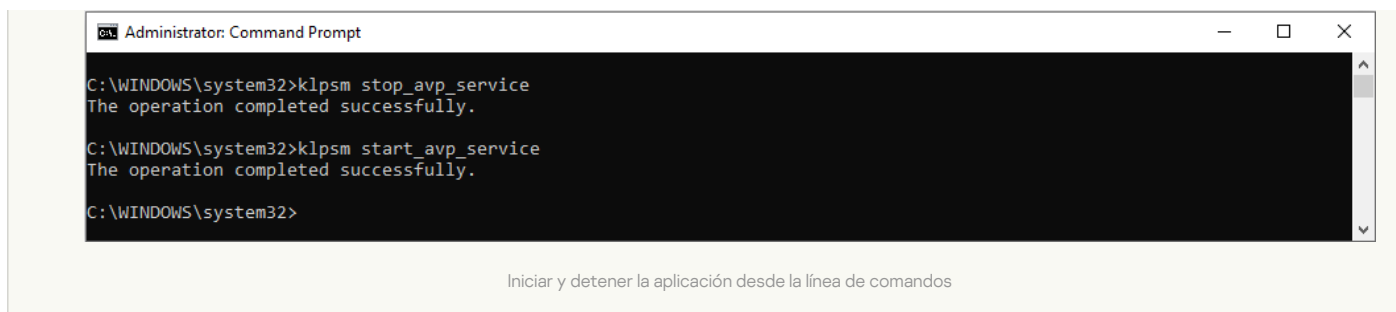 Administrator: Command Prompt
C:\WINDOWS\system32>klpsm stop_avp_service
The operation completed successfully.
C:\WINDOWS\system32>klpsm start_avp_service
The operation completed successfully.
C:\WINDOWS\system32>
Iniciar y detener la aplicación desde la línea de comandos